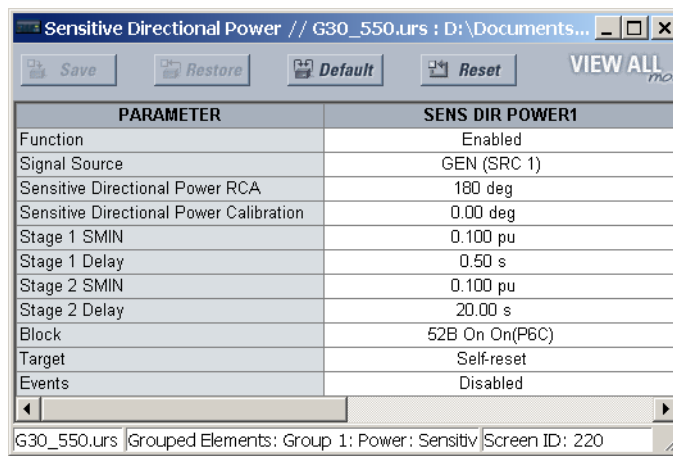 Sensitive Directional Power // G30_550.urs : D:\Documents...
Save Restore Default Reset VIEW ALL
PARAMETER SENS DIR POWER1
Function Enabled
Signal Source GEN (SRC 1)
Sensitive Directional Power RCA 180 deg
Sensitive Directional Power Calibration 0.00 deg
Stage 1 SMIN 0.100 pu
Stage 1 Delay 0.50 s
Stage 2 SMIN 0.100 pu
Stage 2 Delay 20.00 s
Block 52B On On(P6C)
Target Self-reset
Events Disabled
G30_550.urs Grouped Elements: Group 1: Power: Sensitiv Screen ID: 220